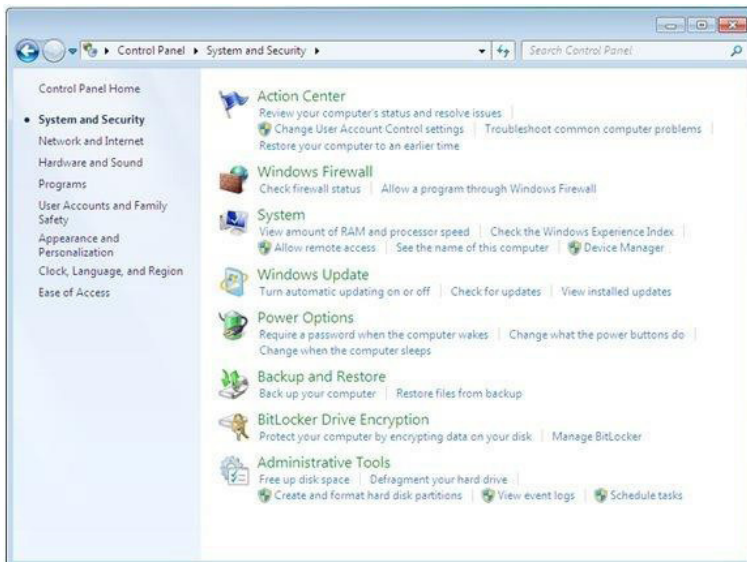 Control Panel
System and Security
Search Control Panel
Control Panel Home
System and Security
Network and Internet
Hardware and Sound
Programs
User Accounts and Family
Safety
Appearance and
Personalization
Clock, Language, and Region
Ease of Access
Action Center
Review your computer's status and resolve issues
Change User Account Control settings Troubleshoot common computer problems
Restore your computer to an earlier time
Windows Firewall
Check firewall status Allow a program through Windows Firewall
System
View amount of RAM and processor speed Check the Windows Experience Index
Allow remote access See the name of this computer Device Manager
Windows Update
Turn automatic updating on or off Check for updates View installed updates
Power Options
Require a password when the computer wakes Change what the power buttons do
Change when the computer sleeps
Backup and Restore
Back up your computer Restore files from backup
BitLocker Drive Encryption
Protect your computer by encrypting data on your disk Manage BitLocker
Administrative Tools
Free up disk space Defragment your hard drive
Create and format hard disk partitions View event logs Schedule tasks